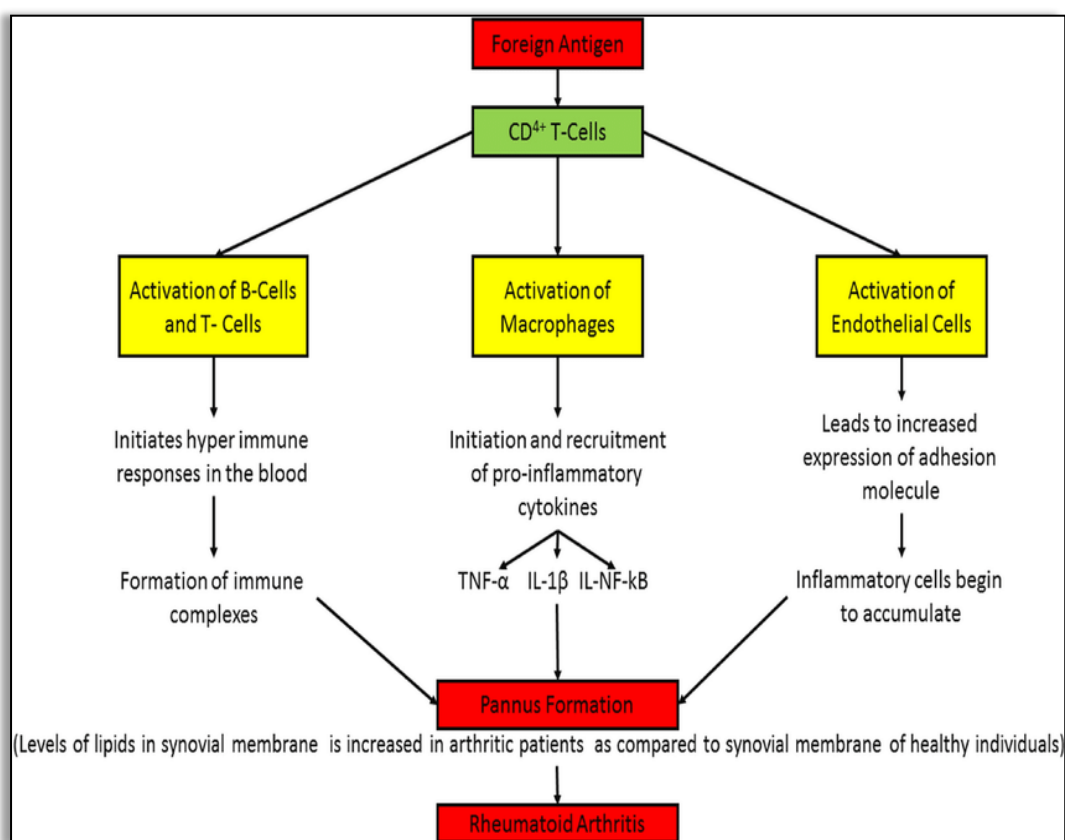 Foreign Antigen
CD⁴⁺ T-Cells
Activation of B-Cells
and T- Cells
Activation of
Macrophages
Activation of
Endothelial Cells
Initiates hyper immune
responses in the blood
Initiation and recruitment
of pro-inflammatory
cytokines
Leads to increased
expression of adhesion
molecule
Formation of immune
complexes
TNF-α IL-1β IL-NF-kB
Inflammatory cells begin
to accumulate
Pannus Formation
(Levels of lipids in synovial membrane is increased in arthritic patients as compared to synovial membrane of healthy individuals)
Rheumatoid Arthritis